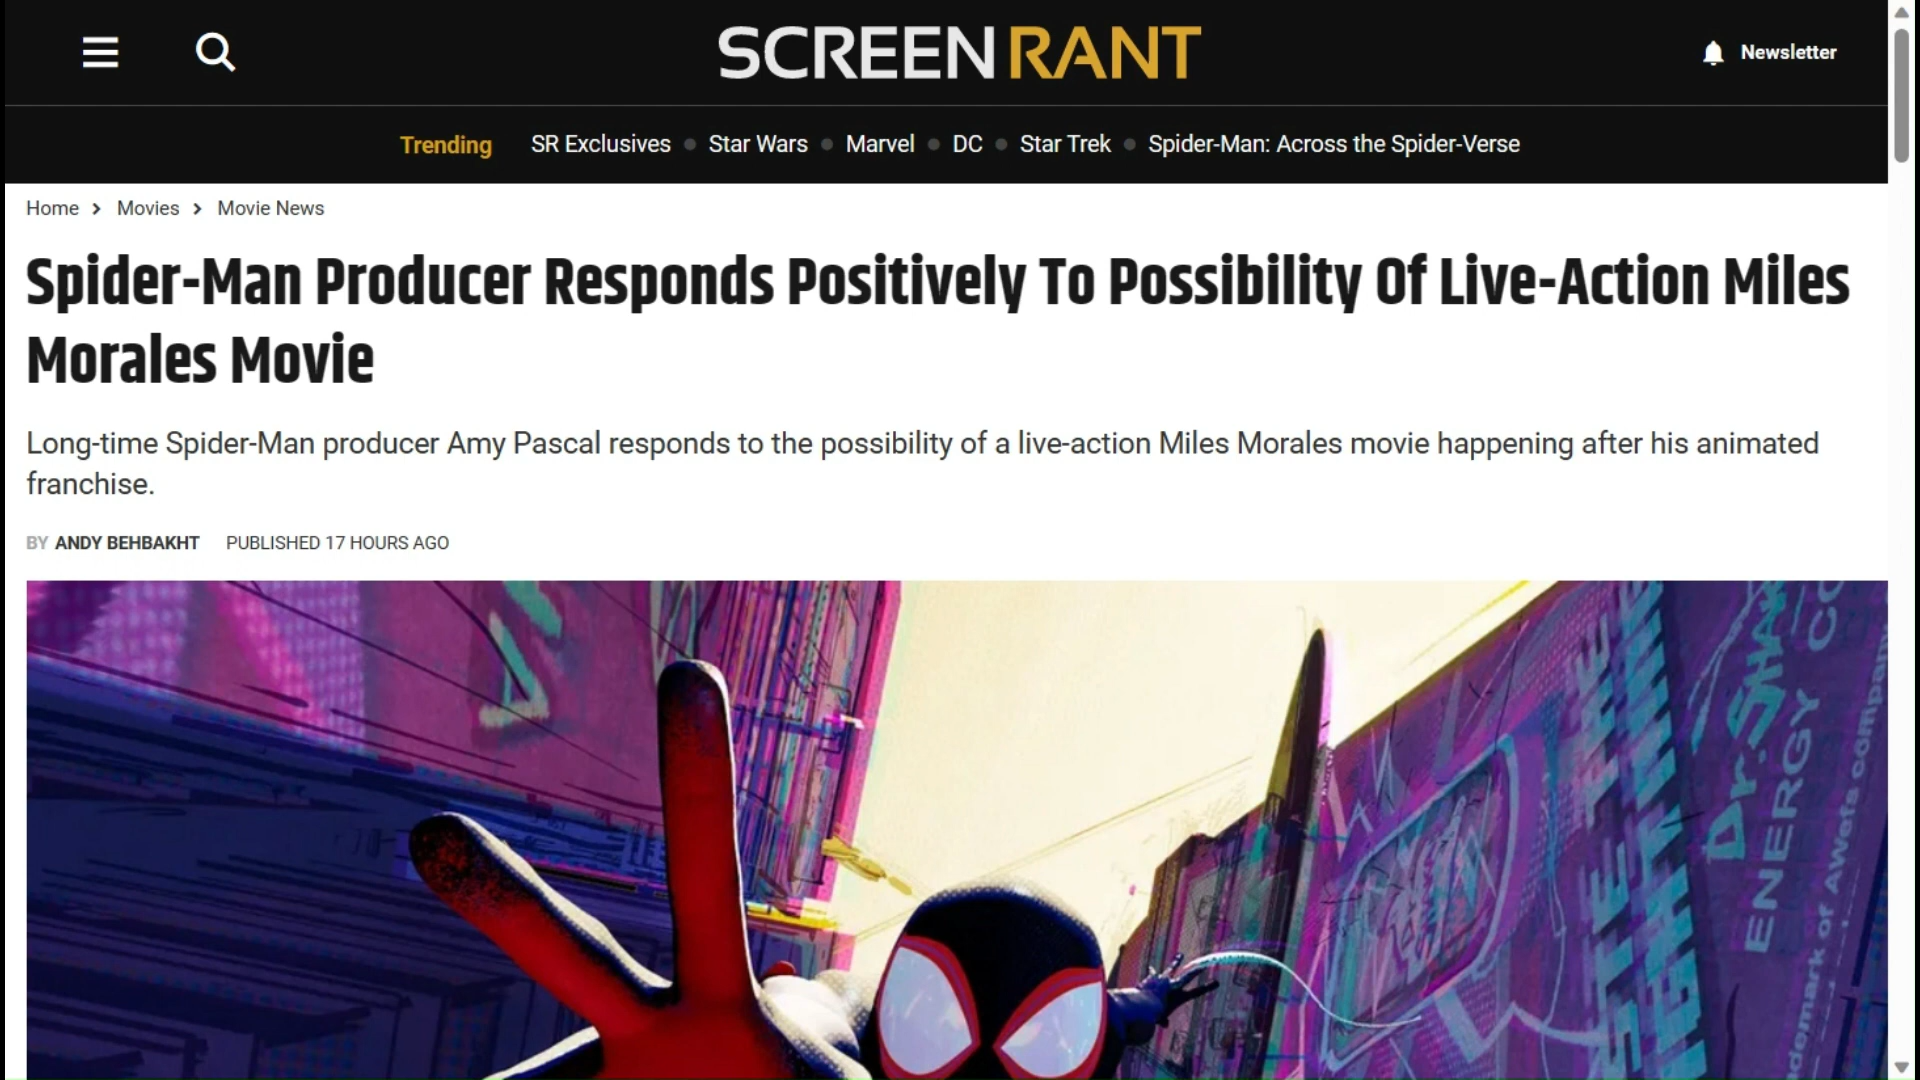 SCREENRANT
Newsletter
Trending SR Exclusives Star Wars Marvel DC Star Trek Spider-Man: Across the Spider-Verse
Home > Movies > Movie News
Spider-Man Producer Responds Positively To Possibility Of Live-Action Miles
Morales Movie
Long-time Spider-Man producer Amy Pascal responds to the possibility of a live-action Miles Morales movie happening after his animated
franchise.
BY ANDY BEHBAKHT PUBLISHED 17 HOURS AGO
ENERGY